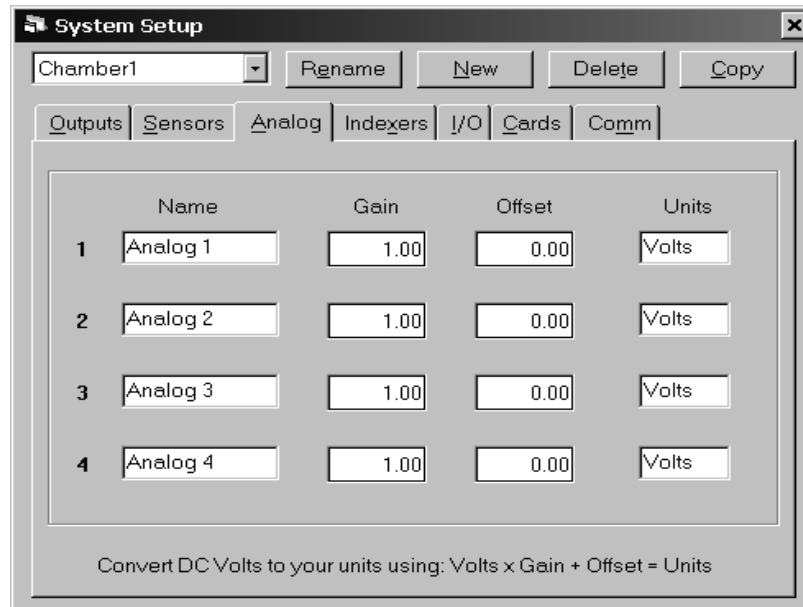 System Setup
Chamber1 Rename New Delete Copy
Outputs Sensors Analog Indexers I/O Cards Comm
Name Gain Offset Units
1 Analog 1 1.00 0.00 Volts
2 Analog 2 1.00 0.00 Volts
3 Analog 3 1.00 0.00 Volts
4 Analog 4 1.00 0.00 Volts
Convert DC Volts to your units using: Volts x Gain + Offset = Units